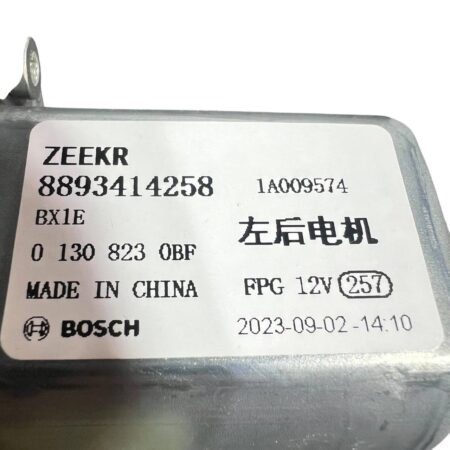 ZEEKR
8893414258 1A009574
BX1E 左后电机
0 130 823 0BF
MADE IN CHINA FPG 12V 257
BOSCH 2023-09-02-14:10